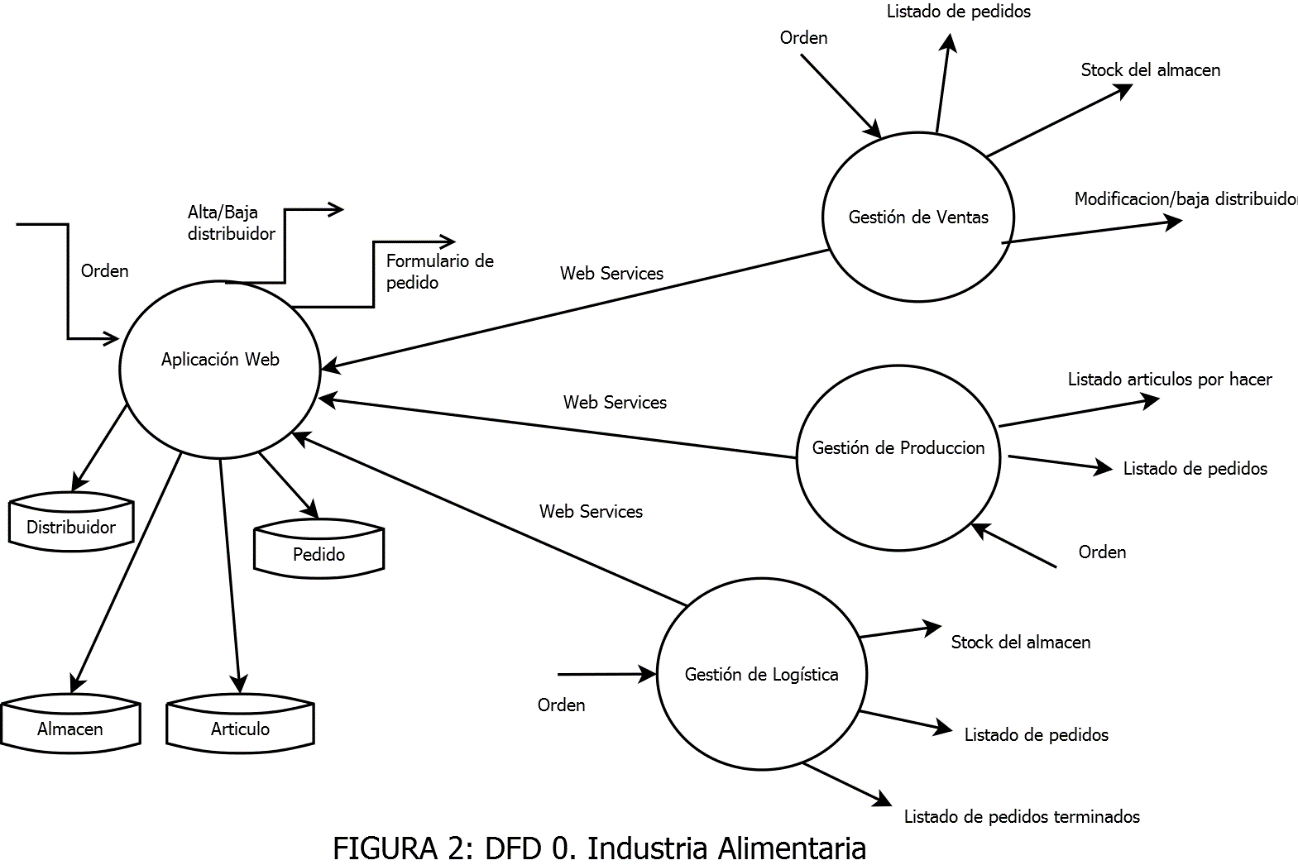 Listado de pedidos
Orden
Stock del almacen
Modificacion/baja distribuidor
Gestión de Ventas
Alta/Baja
distribuidor
Formulario de
pedido
Orden
Web Services
Aplicación Web
Listado articulos por hacer
Web Services
Gestión de Produccion
Listado de pedidos
Orden
Web Services
Distribuidor
Pedido
Stock del almacen
Gestión de Logística
Orden
Almacen
Articulo
Listado de pedidos
Listado de pedidos terminados
FIGURA 2: DFD 0. Industria Alimentaria